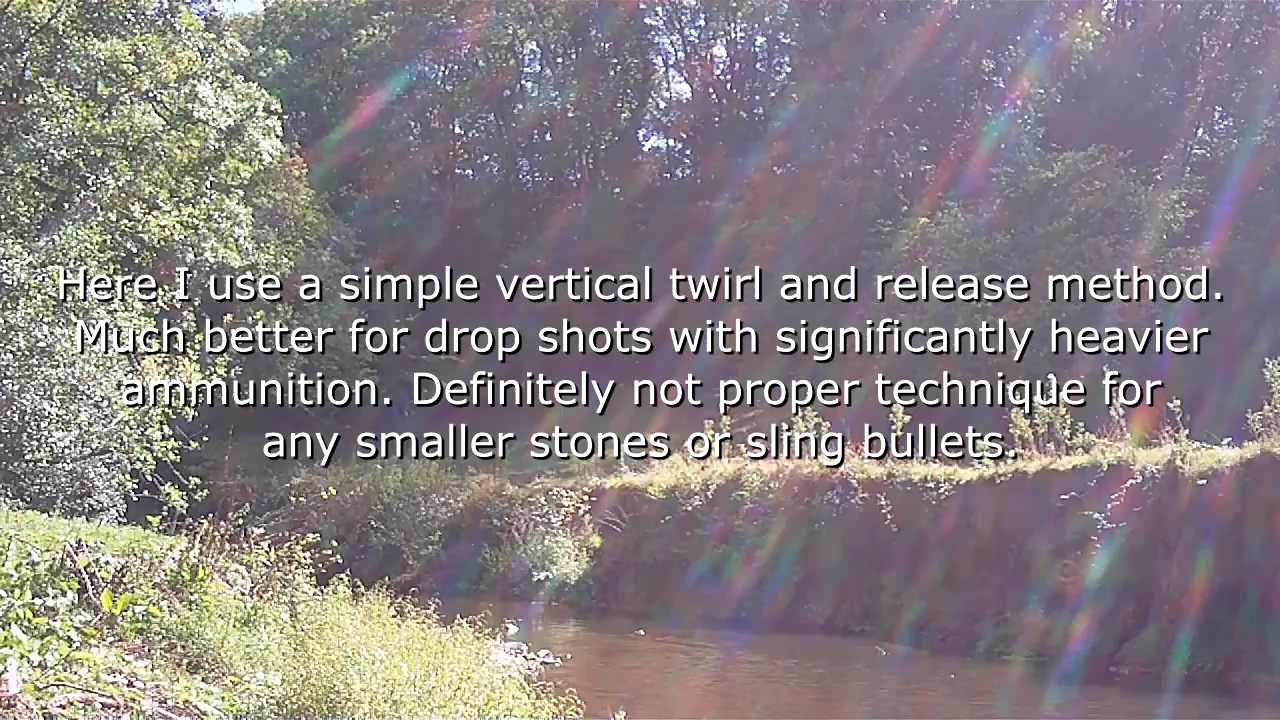 Here I use a simple vertical twirl and release method.
Much better for drop shots with significantly heavier
ammunition. Definitely not proper technique for
any smaller stones or sling bullets.